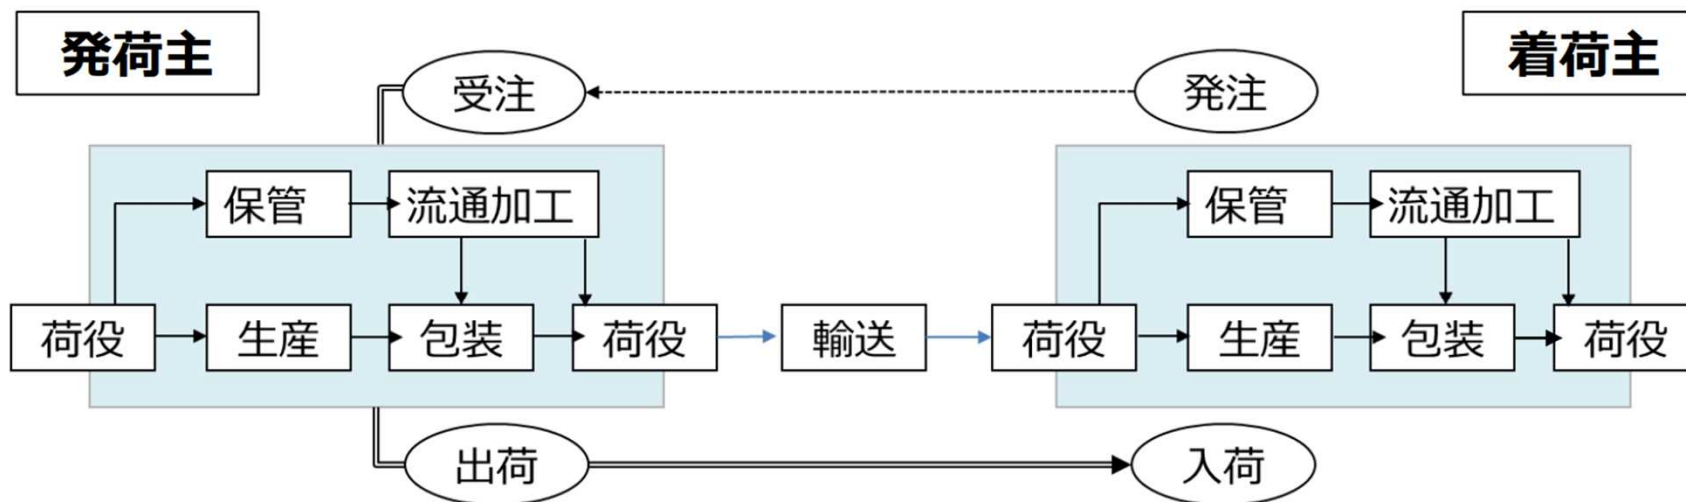 発荷主
着荷主
受注
発注
保管
流通加工
保管
流通加工
荷役
生産
包装
荷役
輸送
荷役
生産
包装
荷役
出荷
入荷